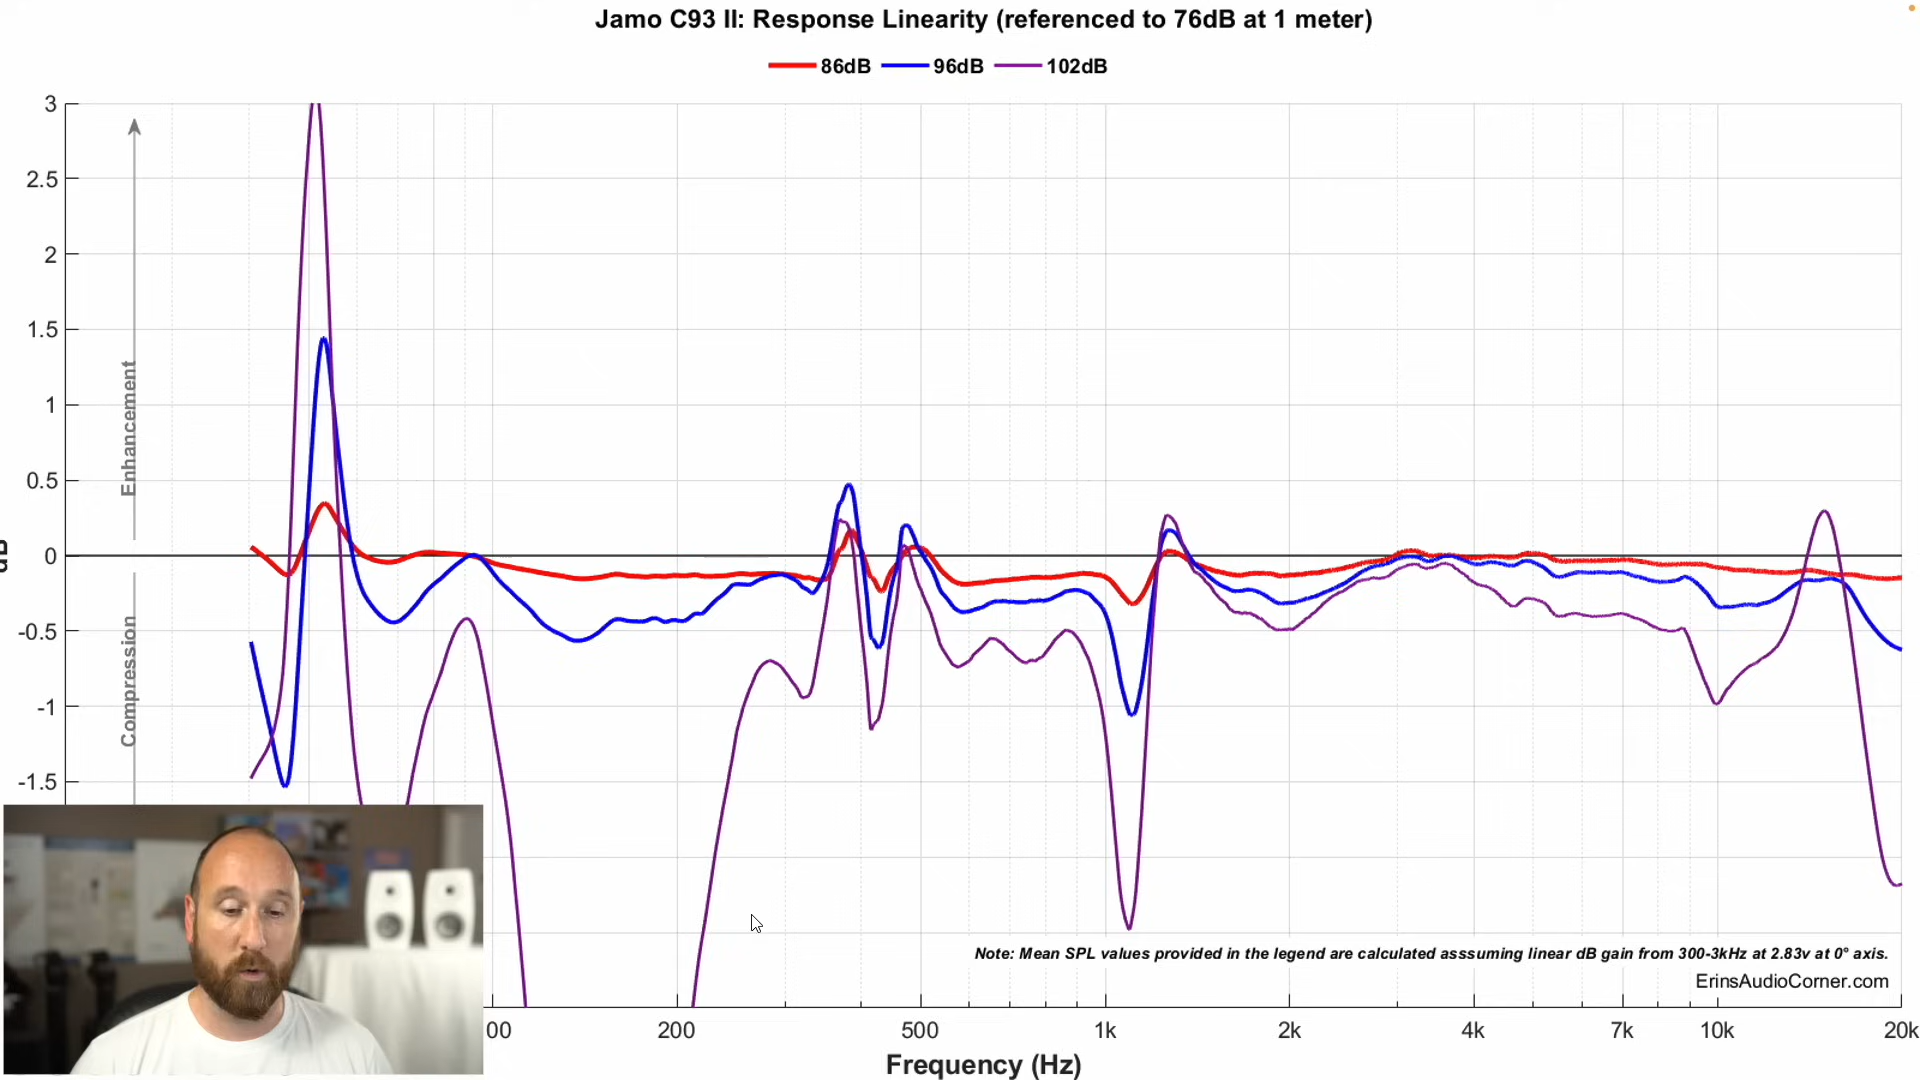 Jamo C93 II: Response Linearity (referenced to 76dB at 1 meter)
86dB 96dB 102dB
3
2.5
2
1.5
1
0.5
0
-0.5
-1
-1.5
dB
Enhancement
Compression
Note: Mean SPL values provided in the legend are calculated asssuming linear dB gain from 300-3kHz at 2.83v at 0° axis.
ErinsAudioCorner.com
00 200 500 1k 2k 4k 7k 10k 20k
Frequency (Hz)